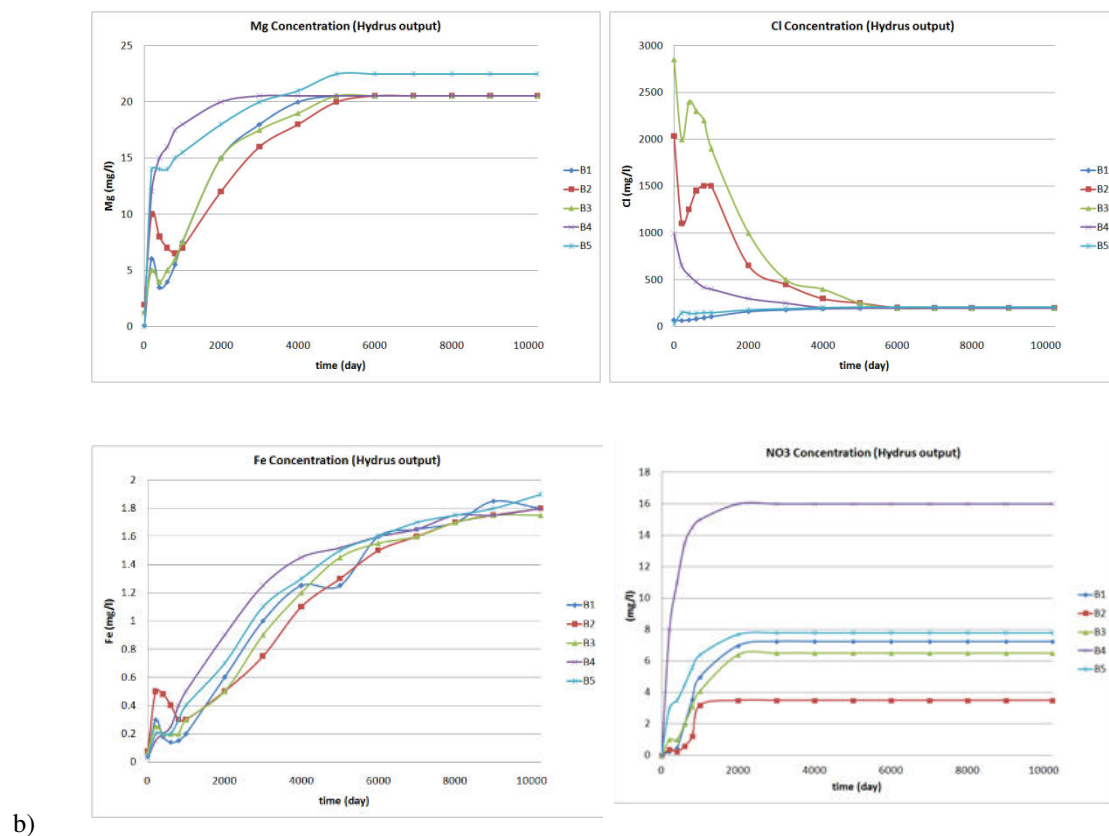 Mg Concentration (Hydrus output)
25
20
15
10
5
0
Mg (mg/l)
0 2000 4000 6000 8000 10000
time (day)
B1
B2
B3
B4
B5
Cl Concentration (Hydrus output)
3000
2500
2000
1500
1000
500
0
Cl (mg/l)
0 2000 4000 6000 8000 10000
time (day)
B1
B2
B3
B4
B5
Fe Concentration (Hydrus output)
2
1.8
1.6
1.4
1.2
1
0.8
0.6
0.4
0.2
0
Fe (mg/l)
0 2000 4000 6000 8000 10000
time (day)
B1
B2
B3
B4
B5
NO3 Concentration (Hydrus output)
18
16
14
12
10
8
6
4
2
0
(mg/l)
0 2000 4000 6000 8000 10000
time (day)
B1
B2
B3
B4
B5
b)